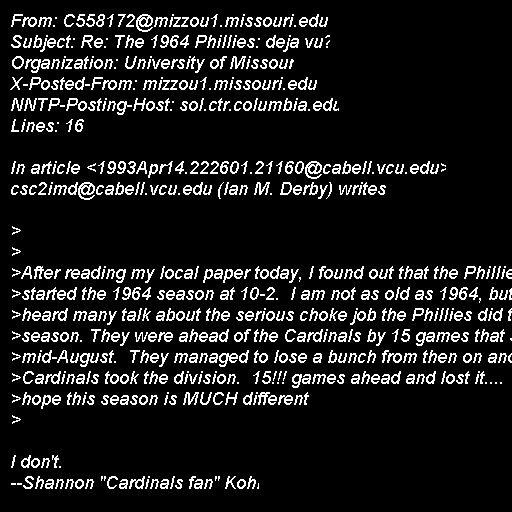 From: C558172@mizzou1.missouri.edu
Subject: Re: The 1964 Phillies: deja vu?
Organization: University of Missouri
X-Posted-From: mizzou1.missouri.edu
NNTP-Posting-Host: sol.ctr.columbia.edu
Lines: 16

In article <1993Apr14.222601.21160@cabell.vcu.edu>
csc2imd@cabell.vcu.edu (Ian M. Derby) writes

>
>
>After reading my local paper today, I found out that the Phillie
>started the 1964 season at 10-2.  I am not as old as 1964, but
>heard many talk about the serious choke job the Phillies did t
>season. They were ahead of the Cardinals by 15 games that
>mid-August.  They managed to lose a bunch from then on and
>Cardinals took the division.  15!!! games ahead and lost it....
>hope this season is MUCH different
>

I don't.
--Shannon "Cardinals fan" Kohl